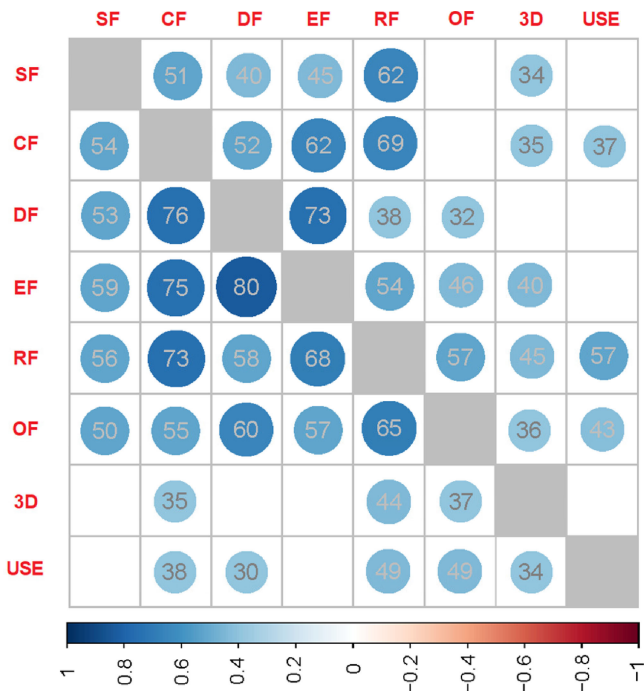 SF CF DF EF RF OF 3D USE
SF 51 40 45 62 34
CF 54 52 62 69 35 37
DF 53 76 73 38 32
EF 59 75 80 54 46 40
RF 56 73 58 68 57 45 57
OF 50 55 60 57 65 36 43
3D 35 44 37
USE 38 30 49 49 34
1 0.8 0.6 0.4 0.2 0 −0.2 −0.4 −0.6 −0.8 −1